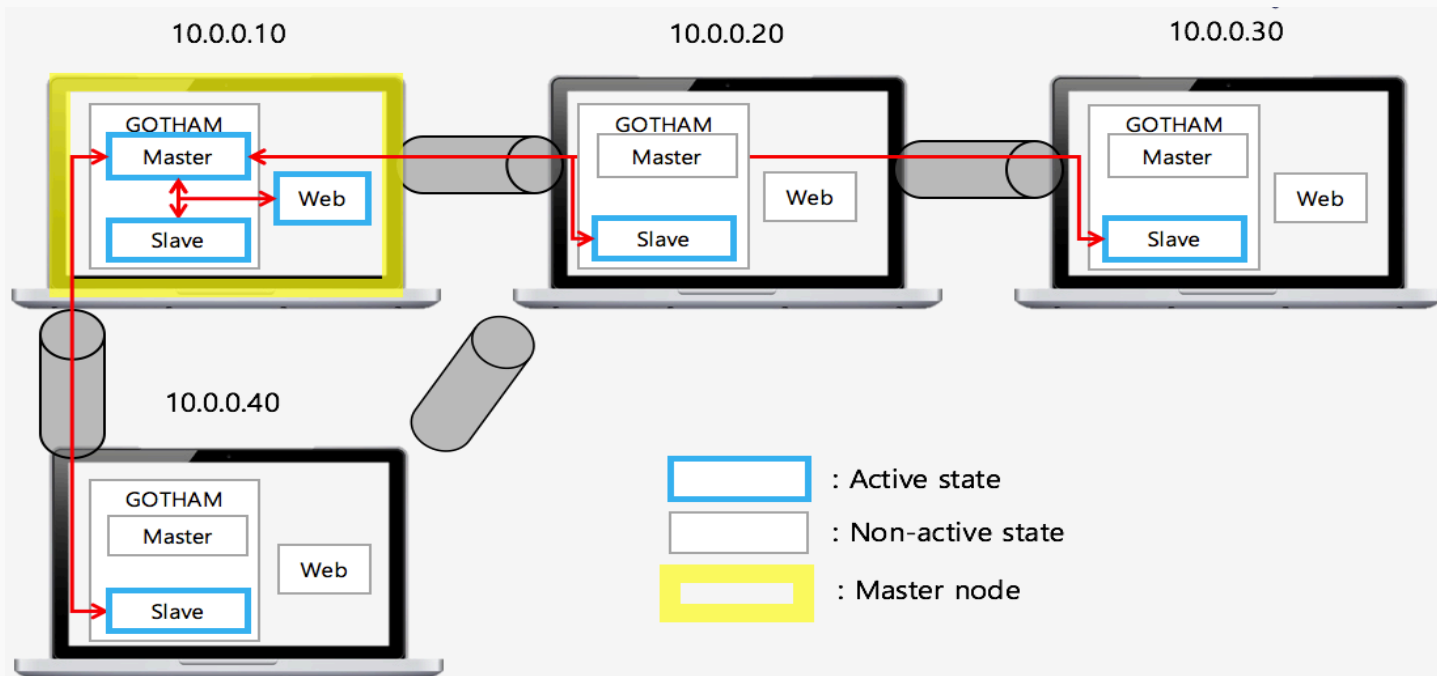 10.0.0.10
10.0.0.20
10.0.0.30
GOTHAM
Master
Web
Slave
GOTHAM
Master
Web
Slave
GOTHAM
Master
Web
Slave
10.0.0.40
GOTHAM
Master
Web
Slave
: Active state
: Non-active state
: Master node